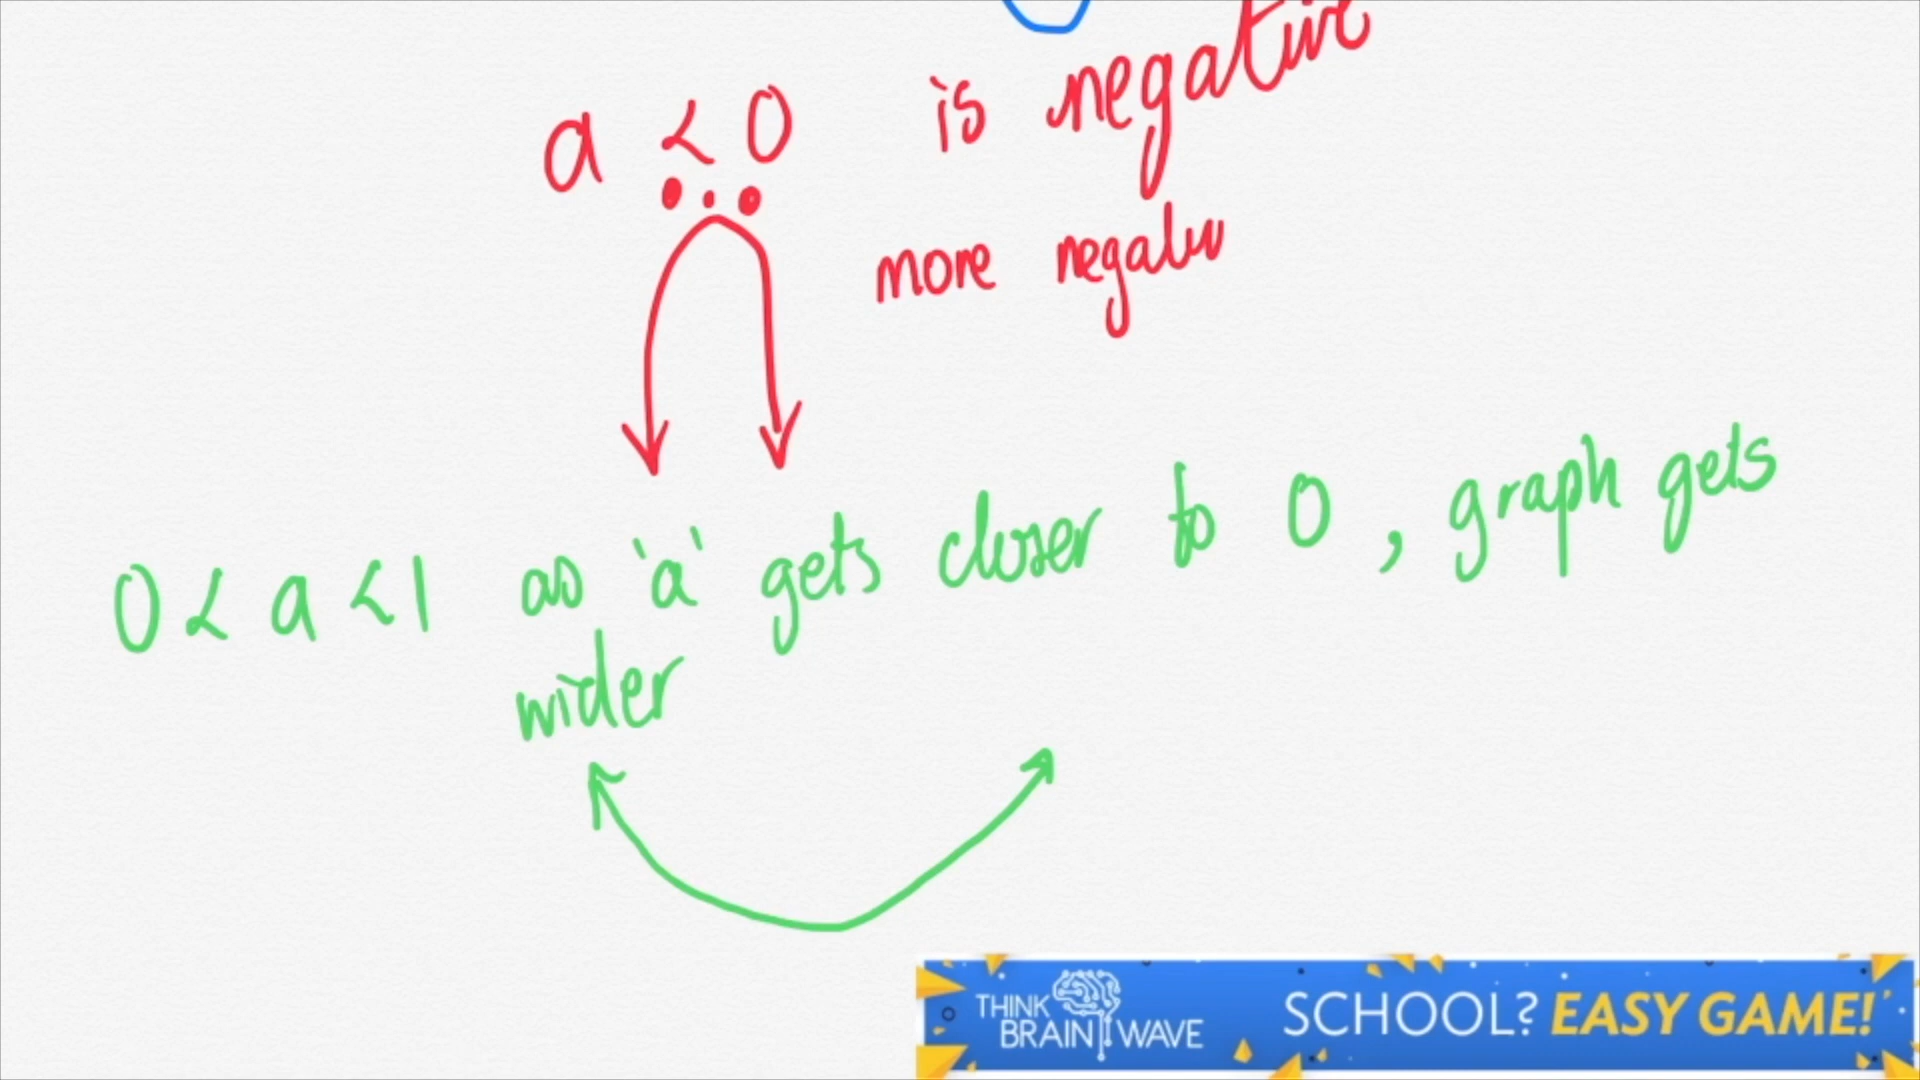 a < 0 is negative
more negativ
0 < a < 1 as 'a' gets closer to 0, graph gets
wider
THINK
BRAIN WAVE
SCHOOL? EASY GAME!